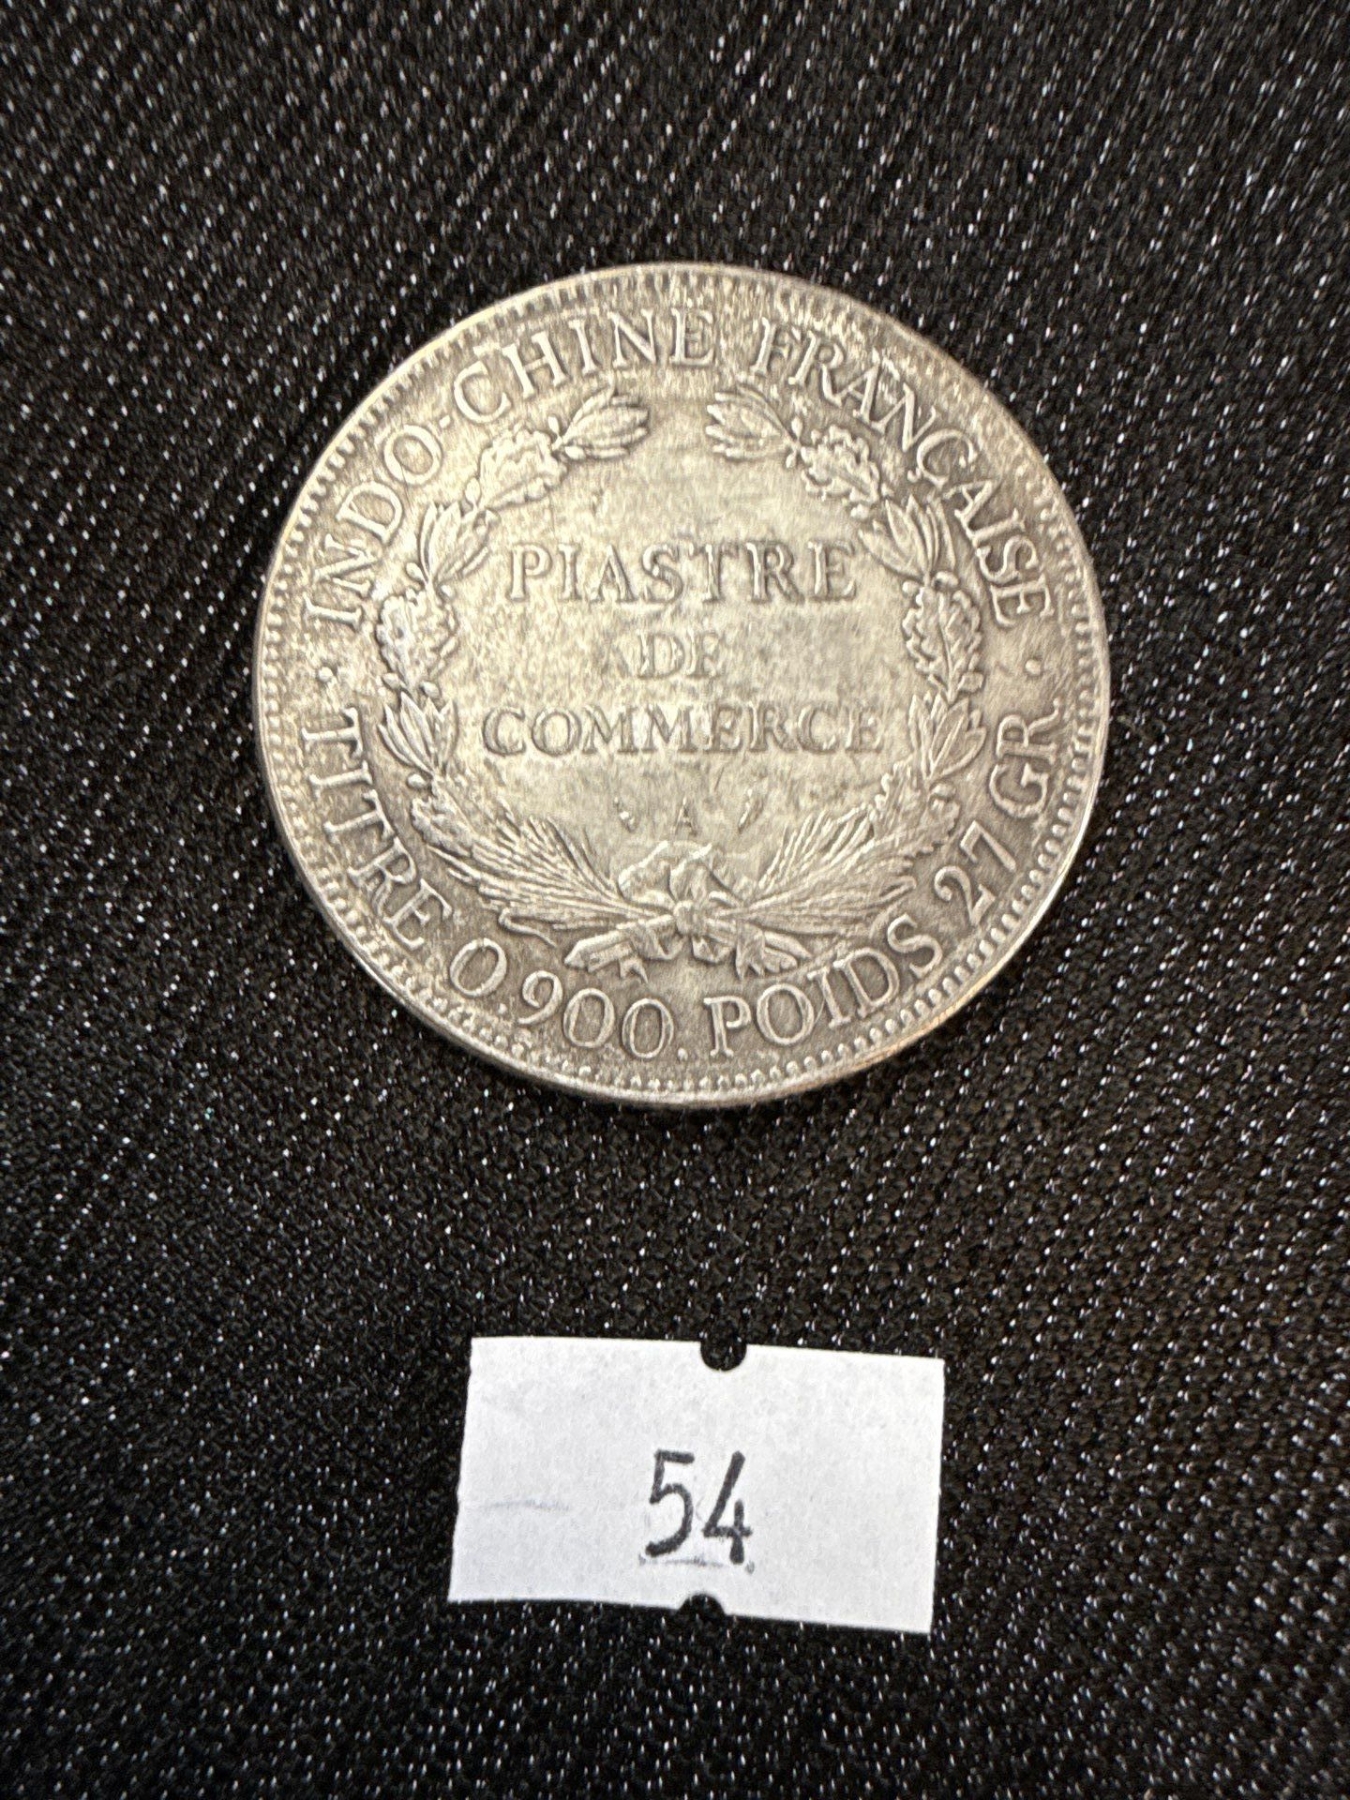 INDO-CHINE FRANÇAISE
PIASTRE
DE
COMMERCE
A
TITRE 0.900. POIDS 27 GR.
54